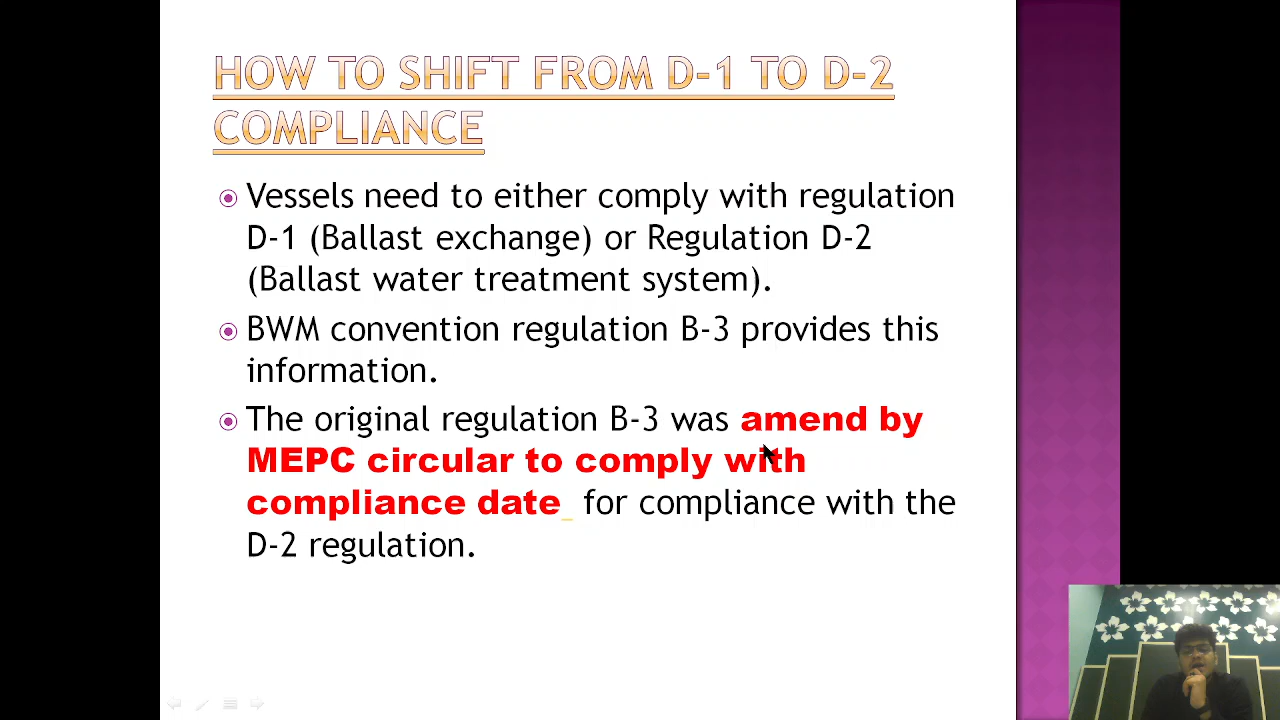 HOW TO SHIFT FROM D-1 TO D-2
COMPLIANCE
Vessels need to either comply with regulation
D-1 (Ballast exchange) or Regulation D-2
(Ballast water treatment system).
BWM convention regulation B-3 provides this
information.
The original regulation B-3 was amend by
MEPC circular to comply with
compliance date_ for compliance with the
D-2 regulation.